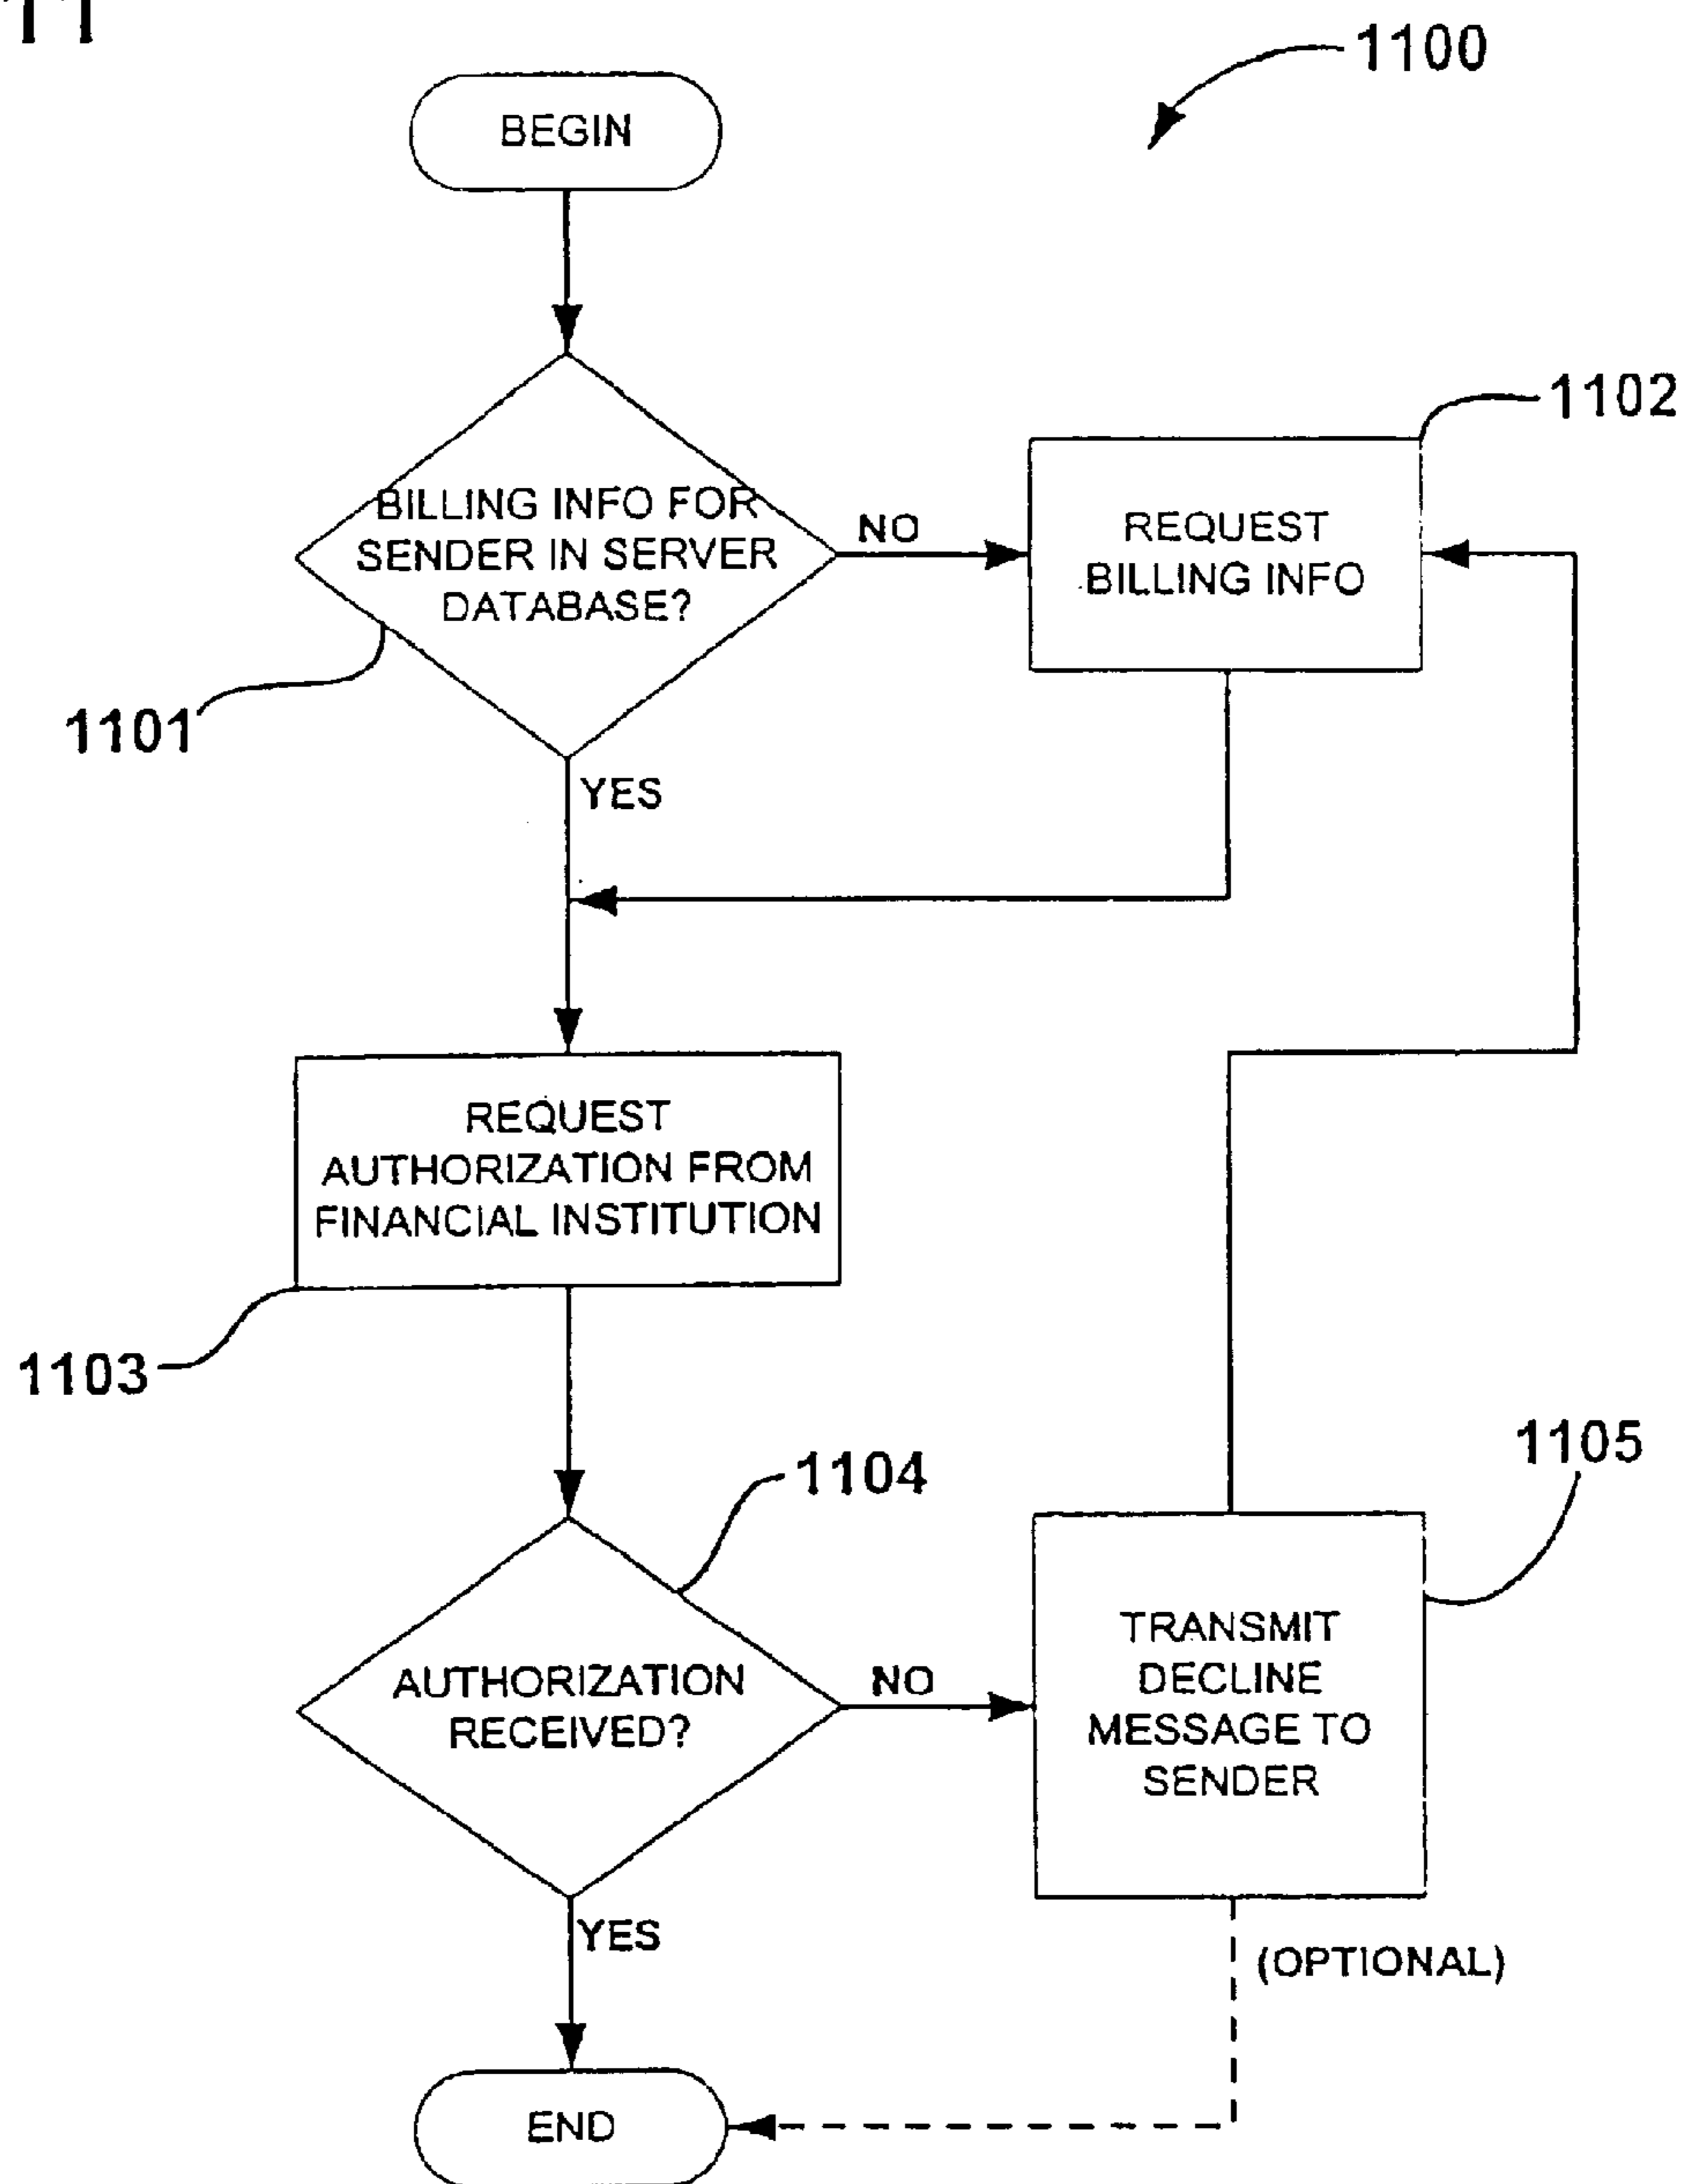 11
1100
BEGIN
1102
BILLING INFO FOR
SENDER IN SERVER
DATABASE?
NO
REQUEST
BILLING INFO
1101
YES
REQUEST
AUTHORIZATION FROM
FINANCIAL INSTITUTION
1103
1104
1105
AUTHORIZATION
RECEIVED?
NO
TRANSMIT
DECLINE
MESSAGE TO
SENDER
YES
(OPTIONAL)
END